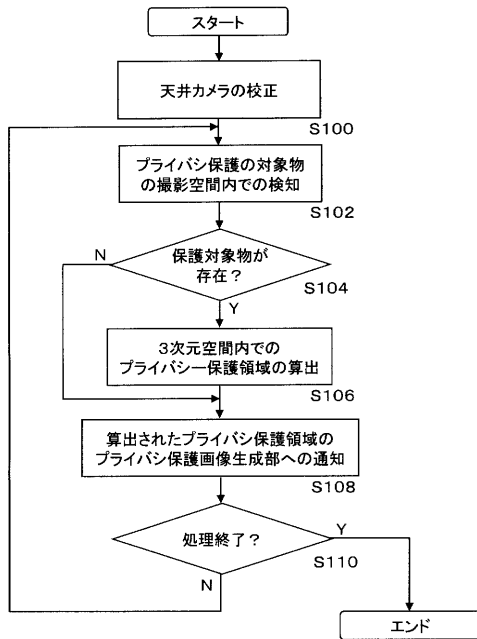 スタート
天井カメラの校正
S100
プライバシ保護の対象物
の撮影空間内での検知
S102
保護対象物が
存在?
N
S104
Y
3次元空間内での
プライバシー保護領域の算出
S106
算出されたプライバシ保護領域の
プライバシ保護画像生成部への通知
S108
処理終了?
Y
S110
N
エンド